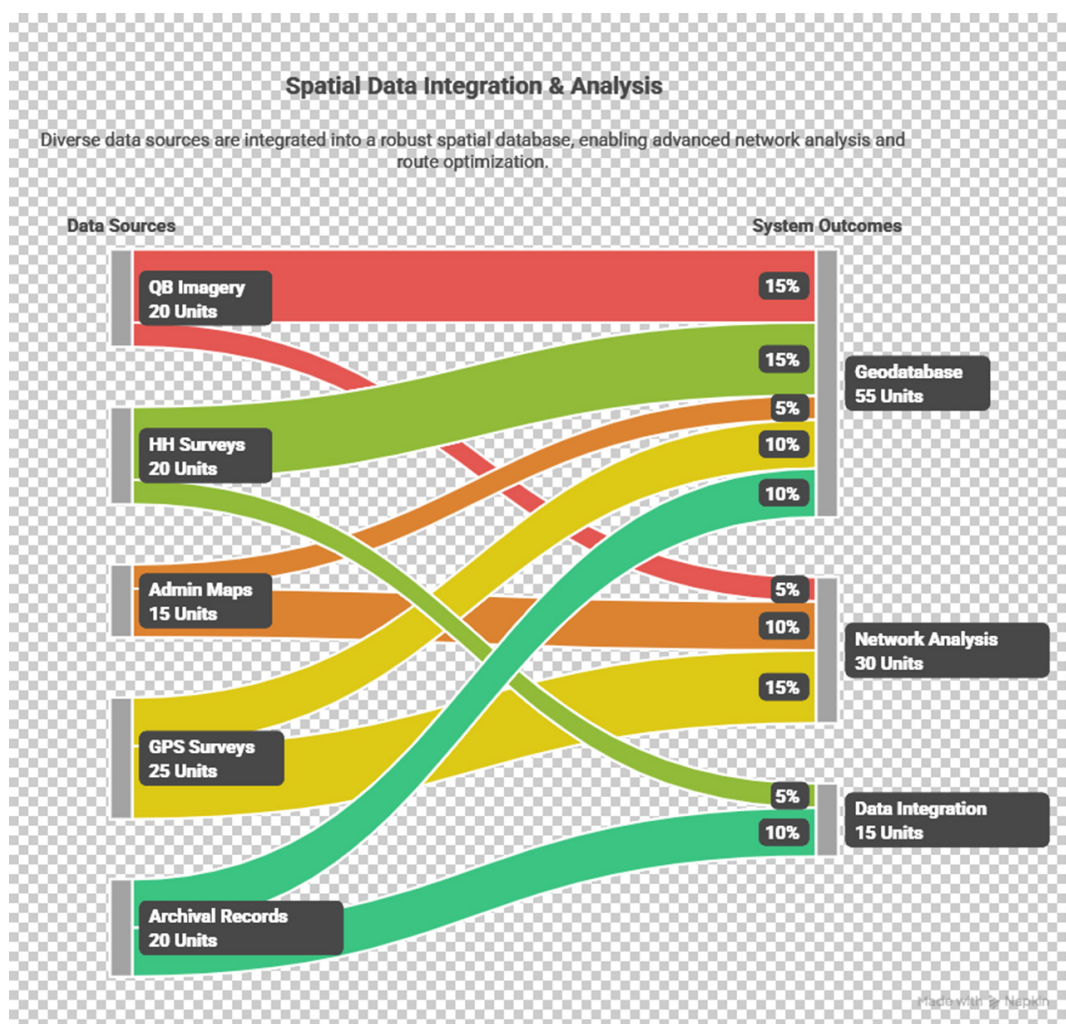 Spatial Data Integration & Analysis
Diverse data sources are integrated into a robust spatial database, enabling advanced network analysis and
route optimization.
Data Sources
System Outcomes
QB Imagery
20 Units
15%
15%
Geodatabase
55 Units
5%
HH Surveys
20 Units
10%
10%
Admin Maps
15 Units
5%
10%
Network Analysis
30 Units
15%
GPS Surveys
25 Units
5%
Data Integration
15 Units
10%
Archival Records
20 Units
Made with Napkin